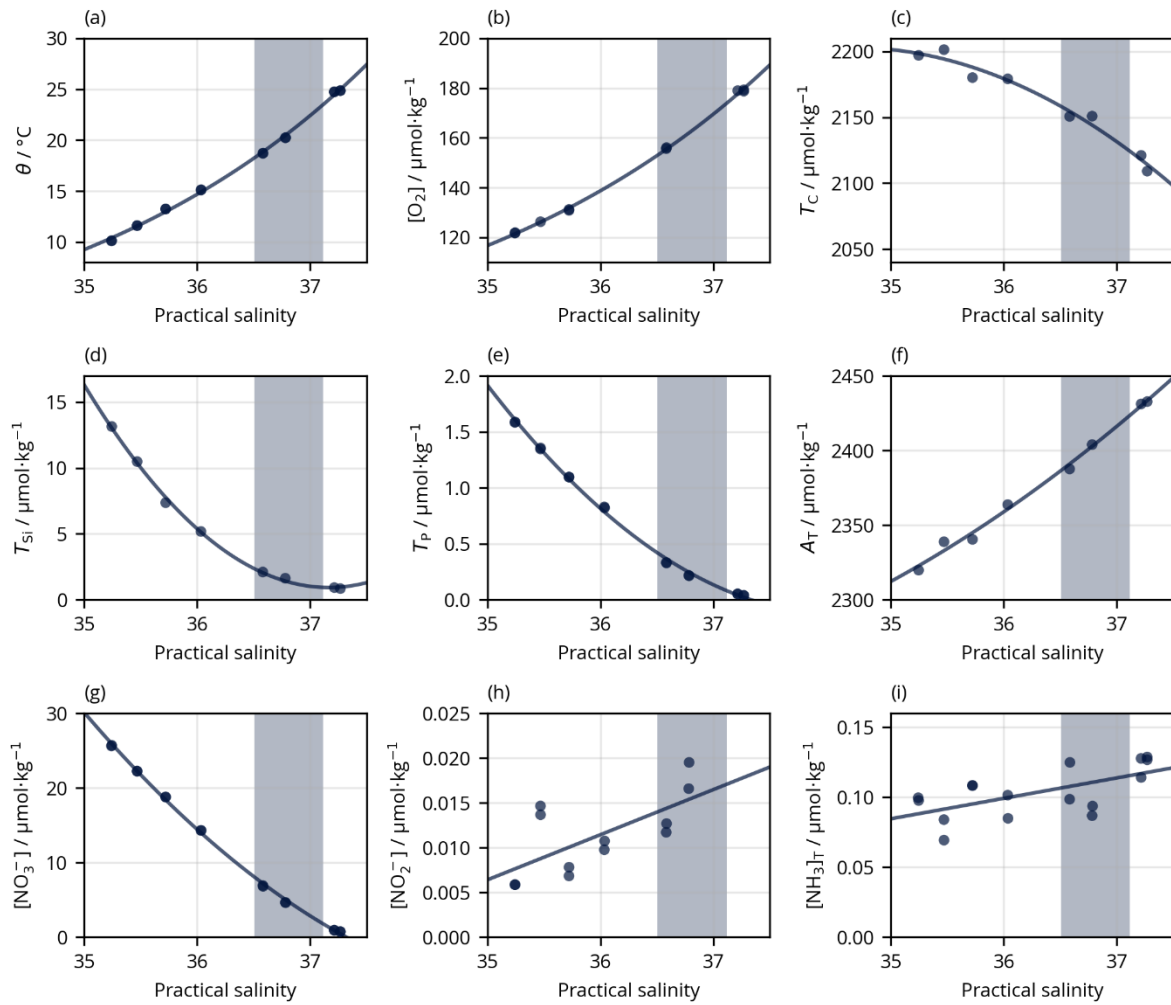 (a)
30
25
20
15
10
θ / °C
35 36 37
Practical salinity
(b)
200
180
160
140
120
[O₂] / μmol·kg⁻¹
35 36 37
Practical salinity
(c)
2200
2150
2100
2050
T_C / μmol·kg⁻¹
35 36 37
Practical salinity
(d)
15
10
5
0
T_Si / μmol·kg⁻¹
35 36 37
Practical salinity
(e)
2.0
1.5
1.0
0.5
0.0
T_P / μmol·kg⁻¹
35 36 37
Practical salinity
(f)
2450
2400
2350
2300
A_T / μmol·kg⁻¹
35 36 37
Practical salinity
(g)
30
20
10
0
[NO₃⁻] / μmol·kg⁻¹
35 36 37
Practical salinity
(h)
0.025
0.020
0.015
0.010
0.005
0.000
[NO₂⁻] / μmol·kg⁻¹
35 36 37
Practical salinity
(i)
0.15
0.10
0.05
0.00
[NH₃]_T / μmol·kg⁻¹
35 36 37
Practical salinity